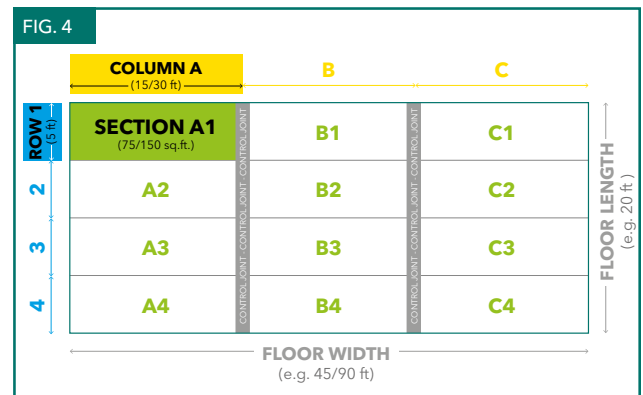 FIG. 4
COLUMN A
(15/30 ft)
B
C
ROW 1
(5 ft)
SECTION A1
(75/150 sq.ft.)
B1
C1
2
A2
B2
C2
3
A3
B3
C3
4
A4
B4
C4
CONTROL JOINT - CONTROL JOINT - CONTROL JOINT
CONTROL JOINT - CONTROL JOINT - CONTROL JOINT
FLOOR LENGTH
(e.g. 20 ft )
FLOOR WIDTH
(e.g. 45/90 ft)